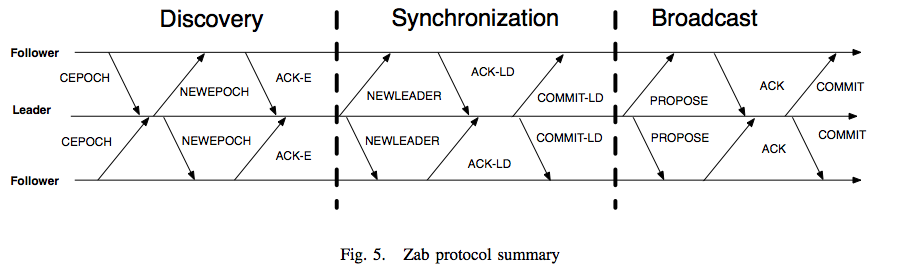 Discovery
Synchronization
Broadcast
Follower
CEPOCH
NEWEPOCH
ACK-E
NEWLEADER
ACK-LD
COMMIT-LD
PROPOSE
ACK
COMMIT
Leader
CEPOCH
NEWEPOCH
ACK-E
NEWLEADER
ACK-LD
COMMIT-LD
PROPOSE
ACK
COMMIT
Follower
Fig. 5. Zab protocol summary